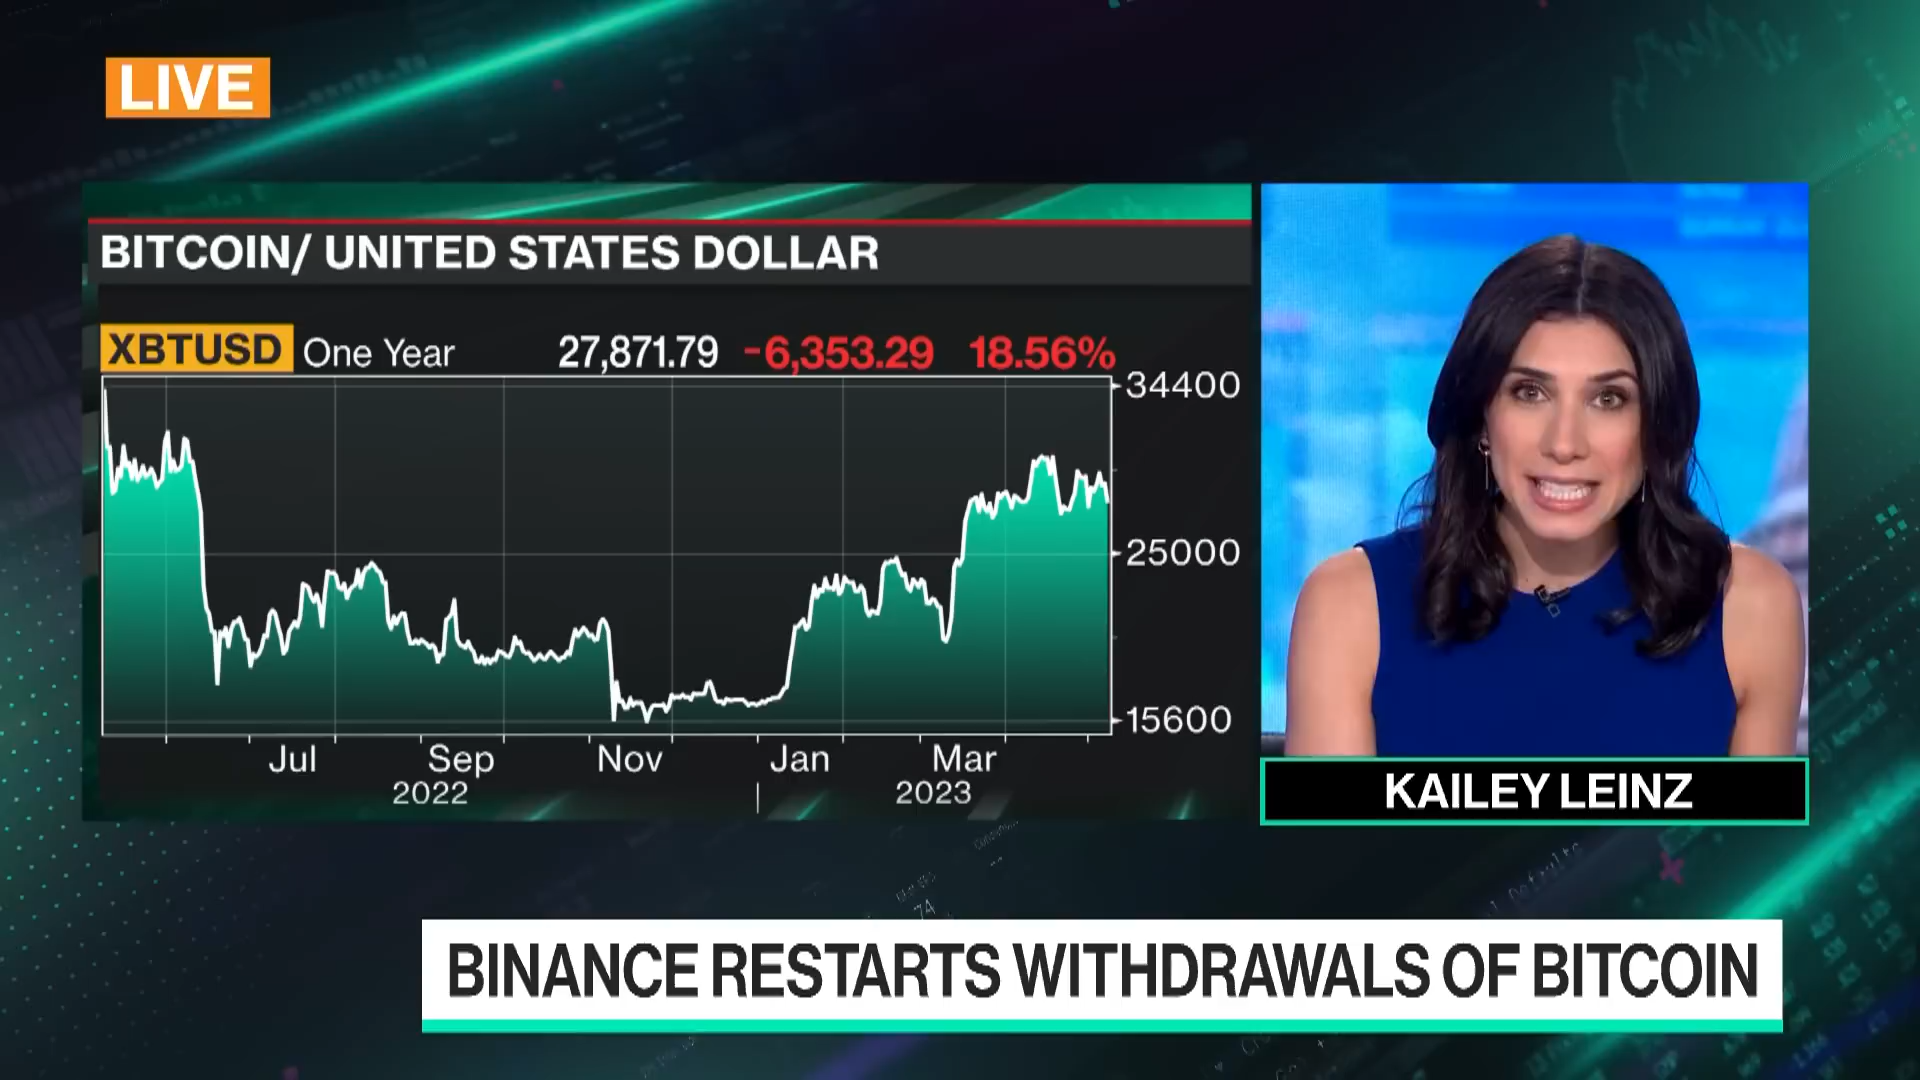 LIVE
BITCOIN/ UNITED STATES DOLLAR
XBTUSD One Year 27,871.79 -6,353.29 18.56%
34400
25000
15600
Jul Sep Nov Jan Mar
2022 2023
KAILEY LEINZ
74
BINANCE RESTARTS WITHDRAWALS OF BITCOIN